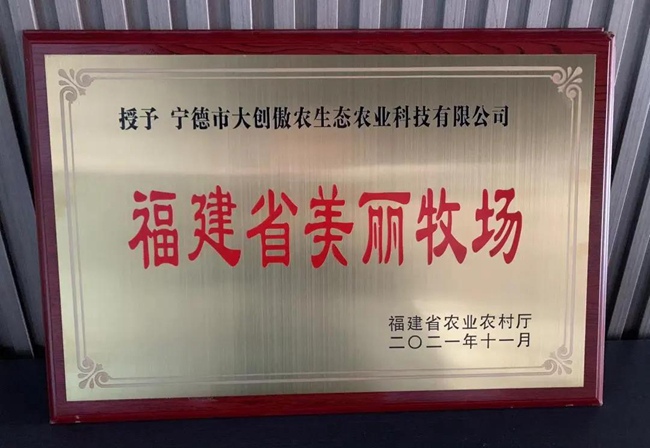 授予 宁德市大创傲农生态农业科技有限公司
福建省美丽牧场
福建省农业农村厅
二〇二一年十一月